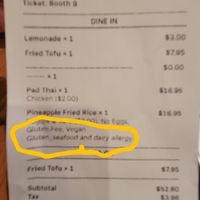 Ticket. Booth 9
DINE IN
Lemonade × 1 $3.00
Fried Tofu × 1 $7.95
-------- $0.00
-------- × 1
Pad Thai × 1 $16.95
Chicken ($2.00)
Pineapple Fried Rice × 1 $16.95
No Eggs,
Gluten Fee, Vegan
Gluten, seafood and dairy allergy
Fried Tofu × 1 $7.95
Subtotal $52.80
Tax